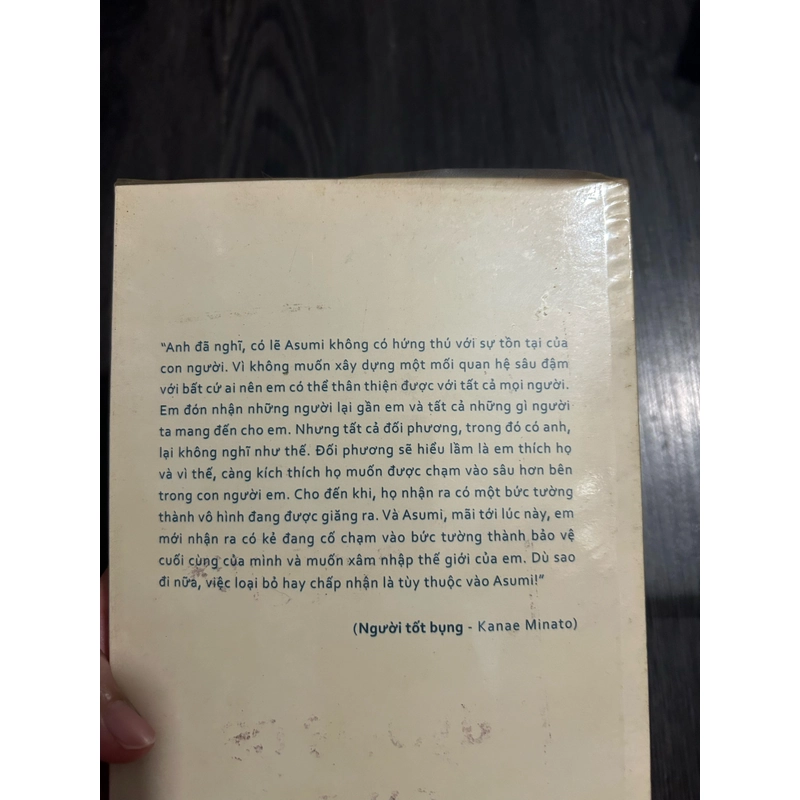 “Anh đã nghĩ, có lẽ Asumi không có hứng thú với sự tồn tại của
con người. Vì không muốn xây dựng một mối quan hệ sâu đậm
với bất cứ ai nên em có thể thân thiện được với tất cả mọi người.
Em đón nhận những người lại gần em và tất cả những gì người
ta mang đến cho em. Nhưng tất cả đối phương, trong đó có anh,
lại không nghĩ như thế. Đối phương sẽ hiểu lầm là em thích họ
và vì thế, càng kích thích họ muốn được chạm vào sâu hơn bên
trong con người em. Cho đến khi, họ nhận ra có một bức tường
thành vô hình đang được giăng ra. Và Asumi, mãi tới lúc này, em
mới nhận ra có kẻ đang cố chạm vào bức tường thành bảo vệ
cuối cùng của mình và muốn xâm nhập thế giới của em. Dù sao
đi nữa, việc loại bỏ hay chấp nhận là tùy thuộc vào Asumi!”
(Người tốt bụng - Kanae Minato)